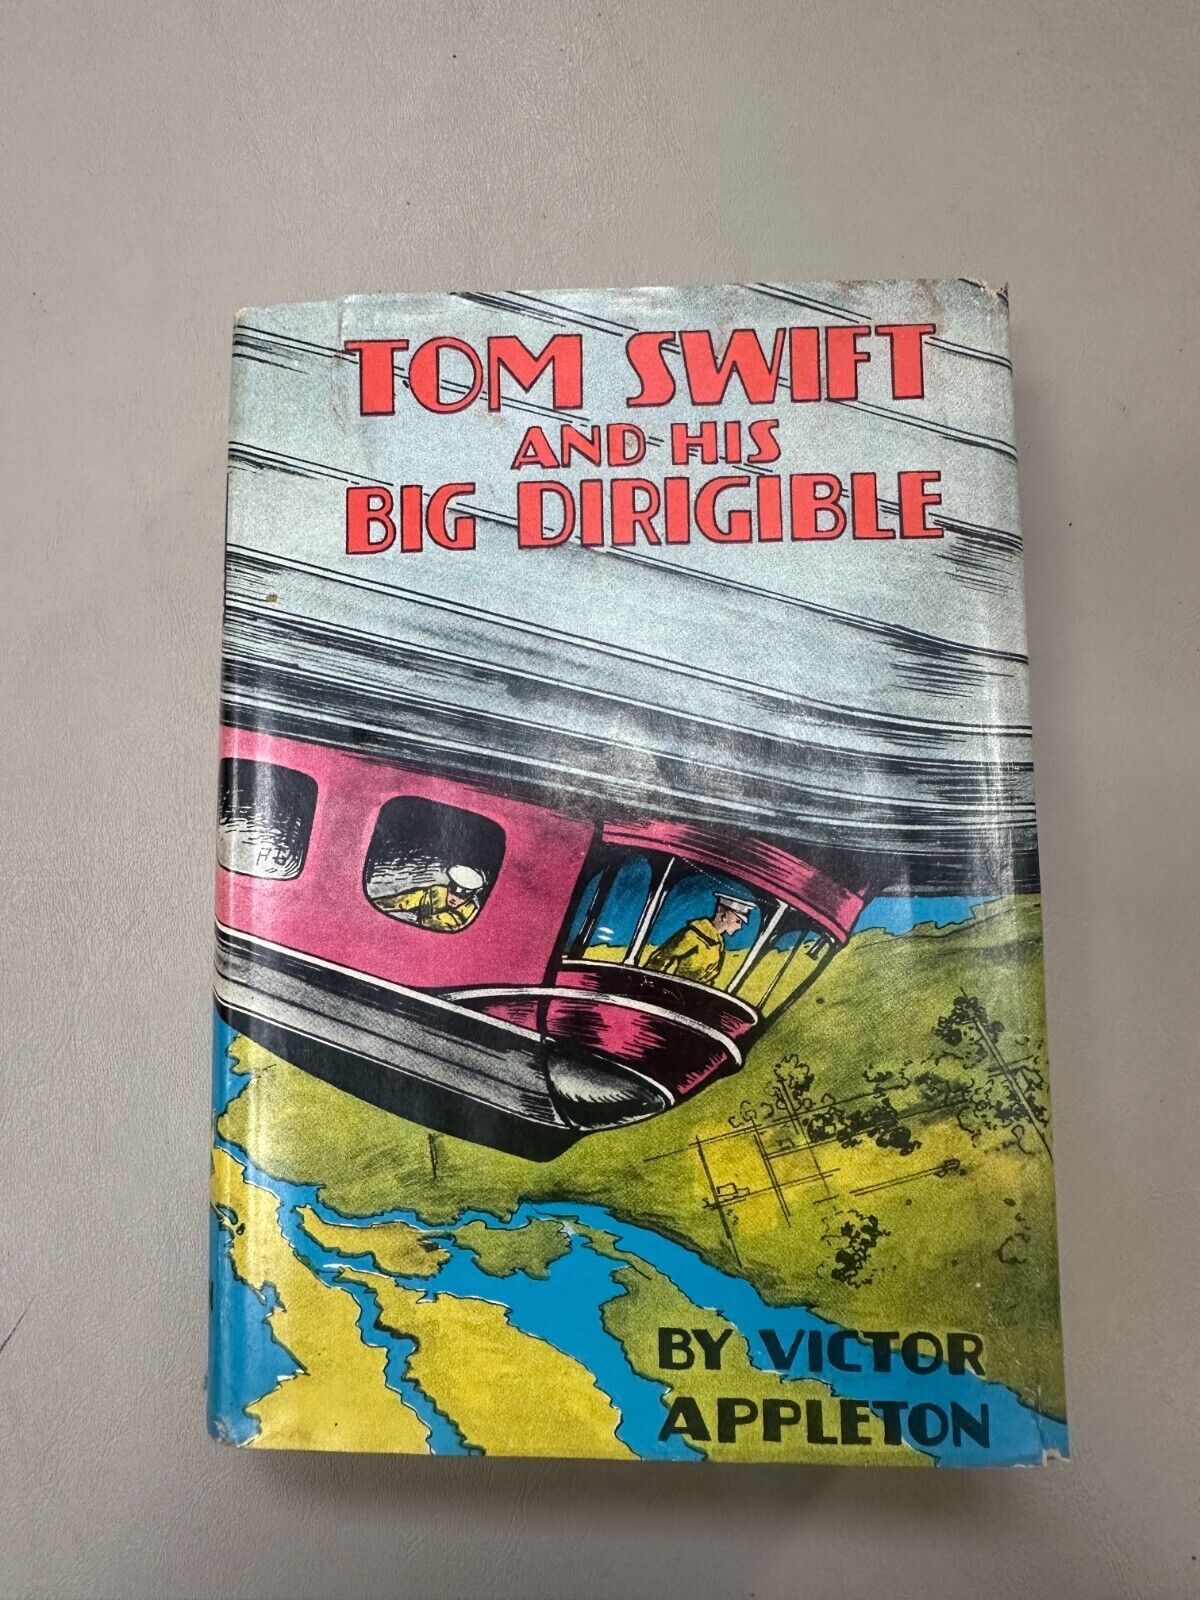 TOM SWIFT
AND HIS
BIG DIRIGIBLE
BY VICTOR
APPLETON